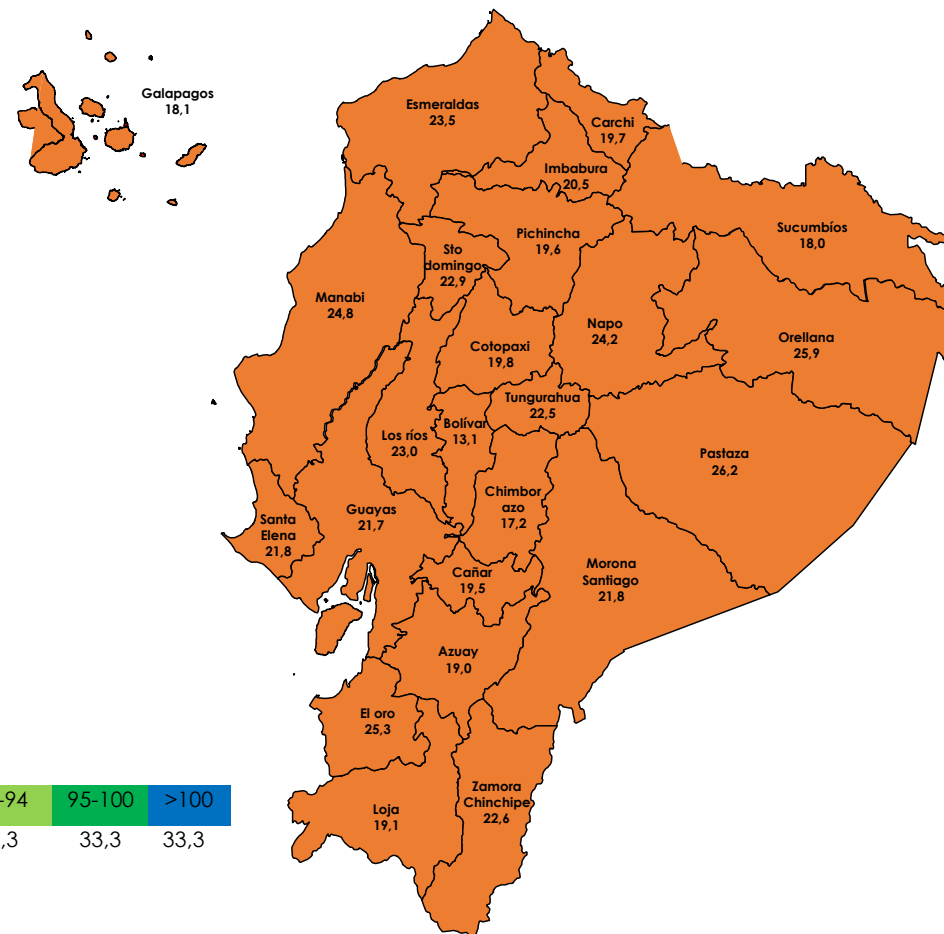 Galapagos
18,1
Esmeraldas
23,5
Carchi
19,7
Imbabura
20,5
Sucumbíos
18,0
Pichincha
19,6
Sto
domingo
22,9
Manabi
24,8
Napo
24,2
Orellana
25,9
Cotopaxi
19,8
Tungurahua
22,5
Bolívar
13,1
Los ríos
23,0
Pastaza
26,2
Chimbor
azo
17,2
Guayas
21,7
Santa
Elena
21,8
Cañar
19,5
Morona
Santiago
21,8
Azuay
19,0
El oro
25,3
Zamora
Chinchipe
22,6
Loja
19,1
-94 95-100 >100
,3 33,3 33,3